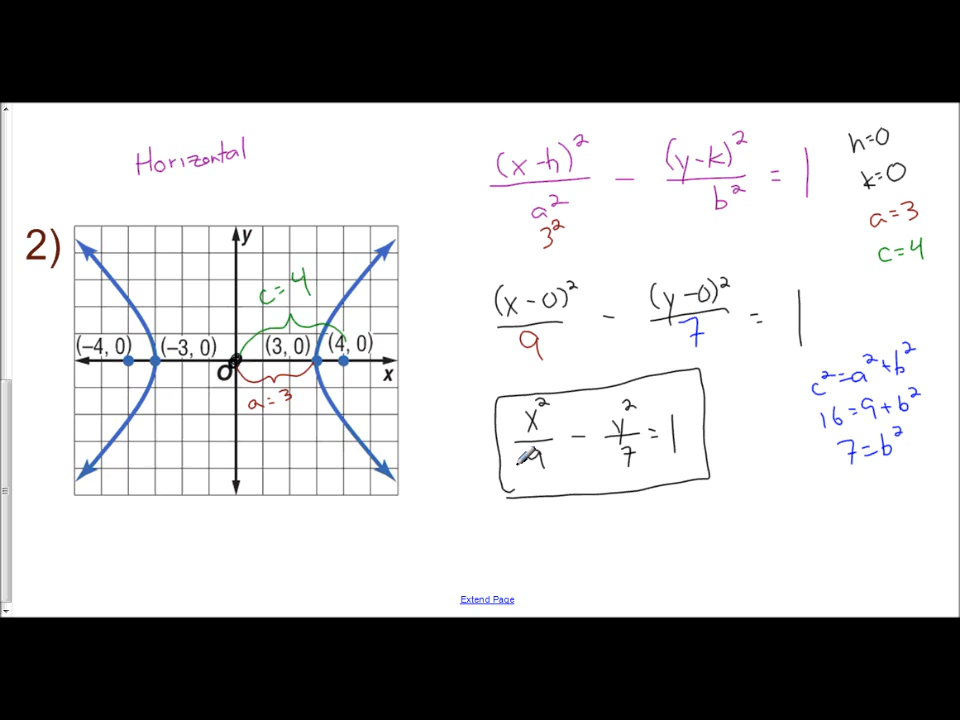 Horizontal
(x-h)² / a² - (y-k)² / b² = 1
3²
h=0
k=0
a=3
c=4
2)
y
c=4
(−4, 0) (−3, 0) (3, 0) (4, 0)
O
x
a=3
(x-0)² / 9 - (y-0)² / 7 = 1
c²=a²+b²
16=9+b²
7=b²
x² / 9 - y² / 7 = 1
Extend Page